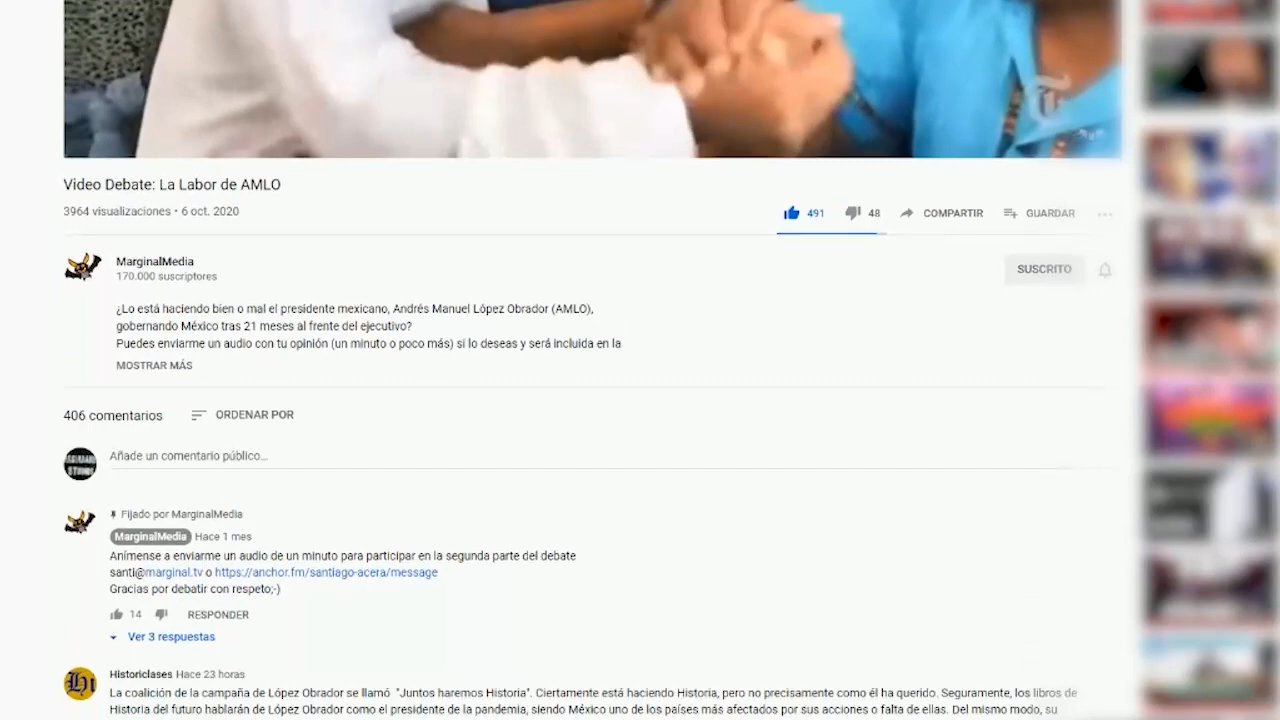 Video Debate: La Labor de AMLO
3964 visualizaciones • 6 oct. 2020
491
48
COMPARTIR
GUARDAR
MarginalMedia
170.000 suscriptores
SUSCRITO
¿Lo está haciendo bien o mal el presidente mexicano, Andrés Manuel López Obrador (AMLO),
gobernando México tras 21 meses al frente del ejecutivo?
Puedes enviarme un audio con tu opinión (un minuto o poco más) si lo deseas y será incluida en la
MOSTRAR MÁS
406 comentarios
ORDENAR POR
Añade un comentario público...
Fijado por MarginalMedia
MarginalMedia Hace 1 mes
Anímense a enviarme un audio de un minuto para participar en la segunda parte del debate
santi@marginal.tv o https://anchor.fm/santiago-acera/message
Gracias por debatir con respeto;-)
14
RESPONDER
Ver 3 respuestas
Historiclases Hace 23 horas
La coalición de la campaña de López Obrador se llamó "Juntos haremos Historia". Ciertamente está haciendo Historia, pero no precisamente como él ha querido. Seguramente, los libros de
Historia del futuro hablarán de López Obrador como el presidente de la pandemia, siendo México uno de los países más afectados por sus acciones o falta de ellas. Del mismo modo, su